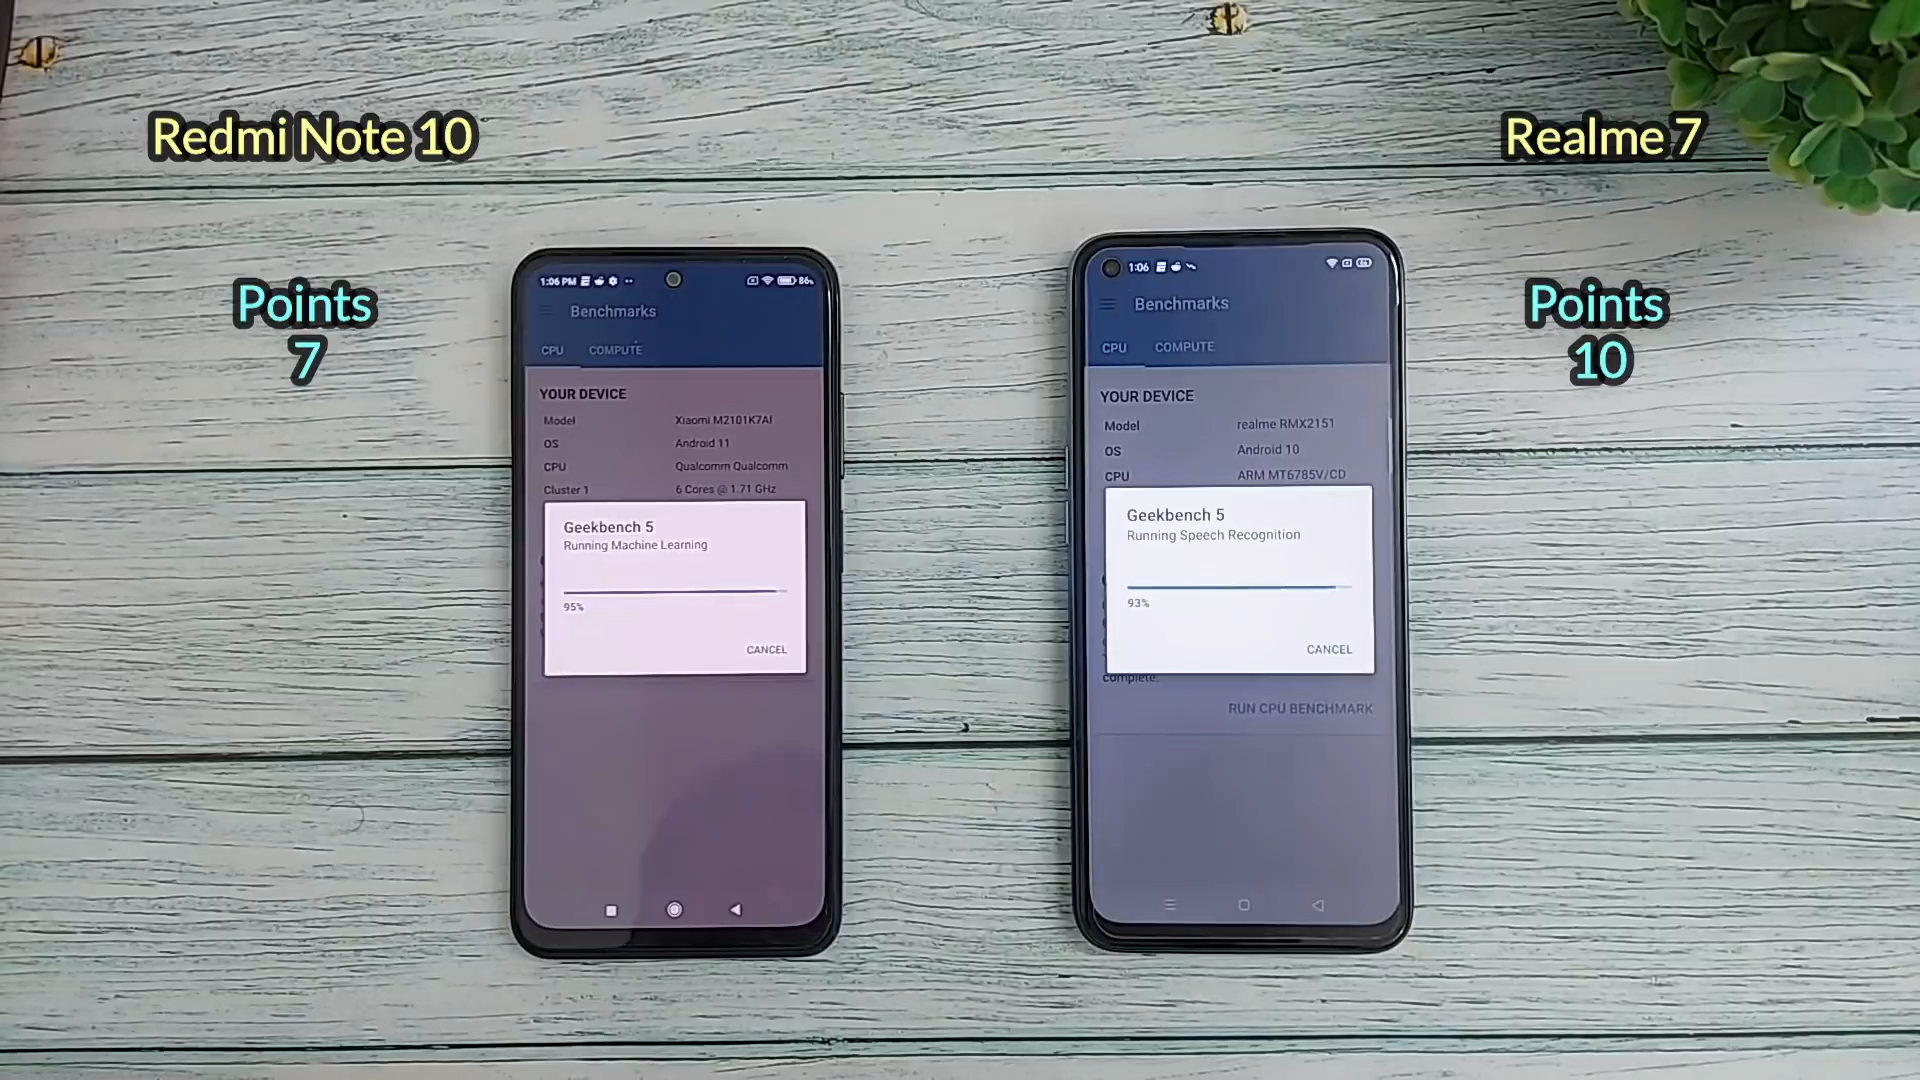 Redmi Note 10
Points
7
1:06 PM
86%
Benchmarks
CPU COMPUTE
YOUR DEVICE
Model Xiaomi M2101K7AI
OS Android 11
CPU Qualcomm Qualcomm
Cluster 1 6 Cores @ 1.71 GHz
Geekbench 5
Running Machine Learning
95%
CANCEL
Realme 7
Points
10
1:06
Benchmarks
CPU COMPUTE
YOUR DEVICE
Model realme RMX2151
OS Android 10
CPU ARM MT6785V/CD
Geekbench 5
Running Speech Recognition
93%
CANCEL
complete.
RUN CPU BENCHMARK